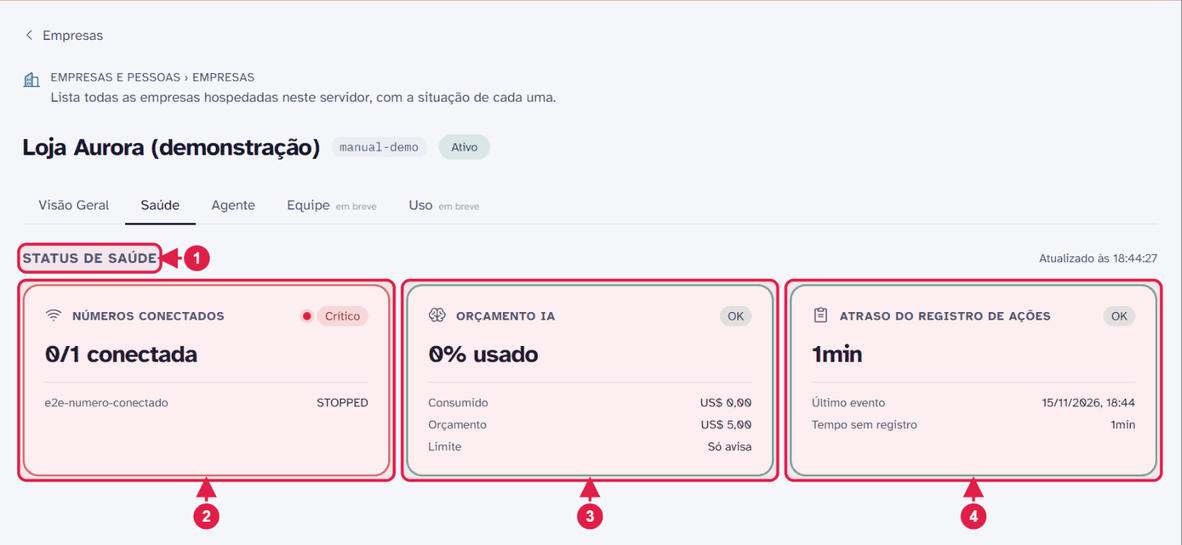 Empresas
EMPRESAS E PESSOAS › EMPRESAS
Lista todas as empresas hospedadas neste servidor, com a situação de cada uma.
Loja Aurora (demonstração) manual-demo Ativo
Visão Geral Saúde Agente Equipe em breve Uso em breve
STATUS DE SAÚDE 1 Atualizado às 18:44:27
NÚMEROS CONECTADOS Crítico
0/1 conectada
e2e-numero-conectado STOPPED
2
ORÇAMENTO IA OK
0% usado
Consumido US$ 0,00
Orçamento US$ 5,00
Limite Só avisa
3
ATRASO DO REGISTRO DE AÇÕES OK
1min
Último evento 15/11/2026, 18:44
Tempo sem registro 1min
4